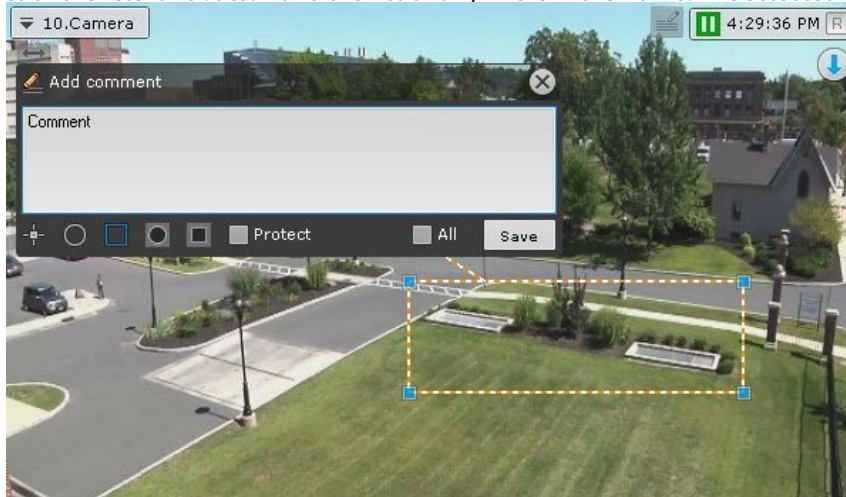 10.Camera
4:29:36 PM R
Add comment
Comment
Protect
All
Save